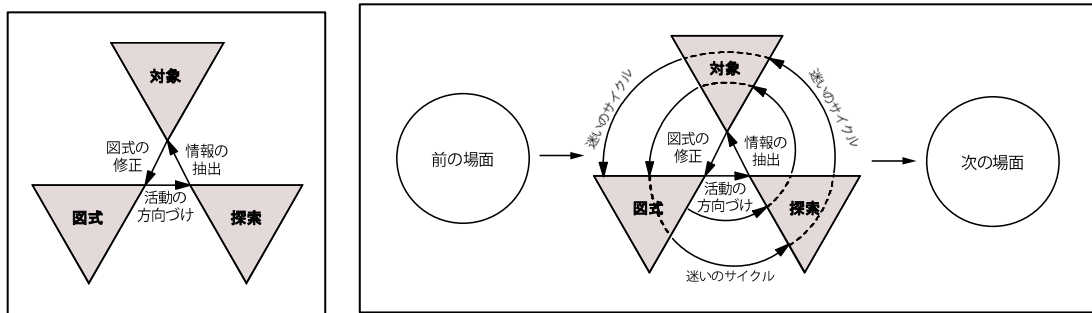 対象
図式の
修正
情報の
抽出
活動の
方向づけ
図式
探索
前の場面
迷いのサイクル
対象
迷いのサイクル
図式の
修正
情報の
抽出
活動の
方向づけ
図式
探索
迷いのサイクル
次の場面